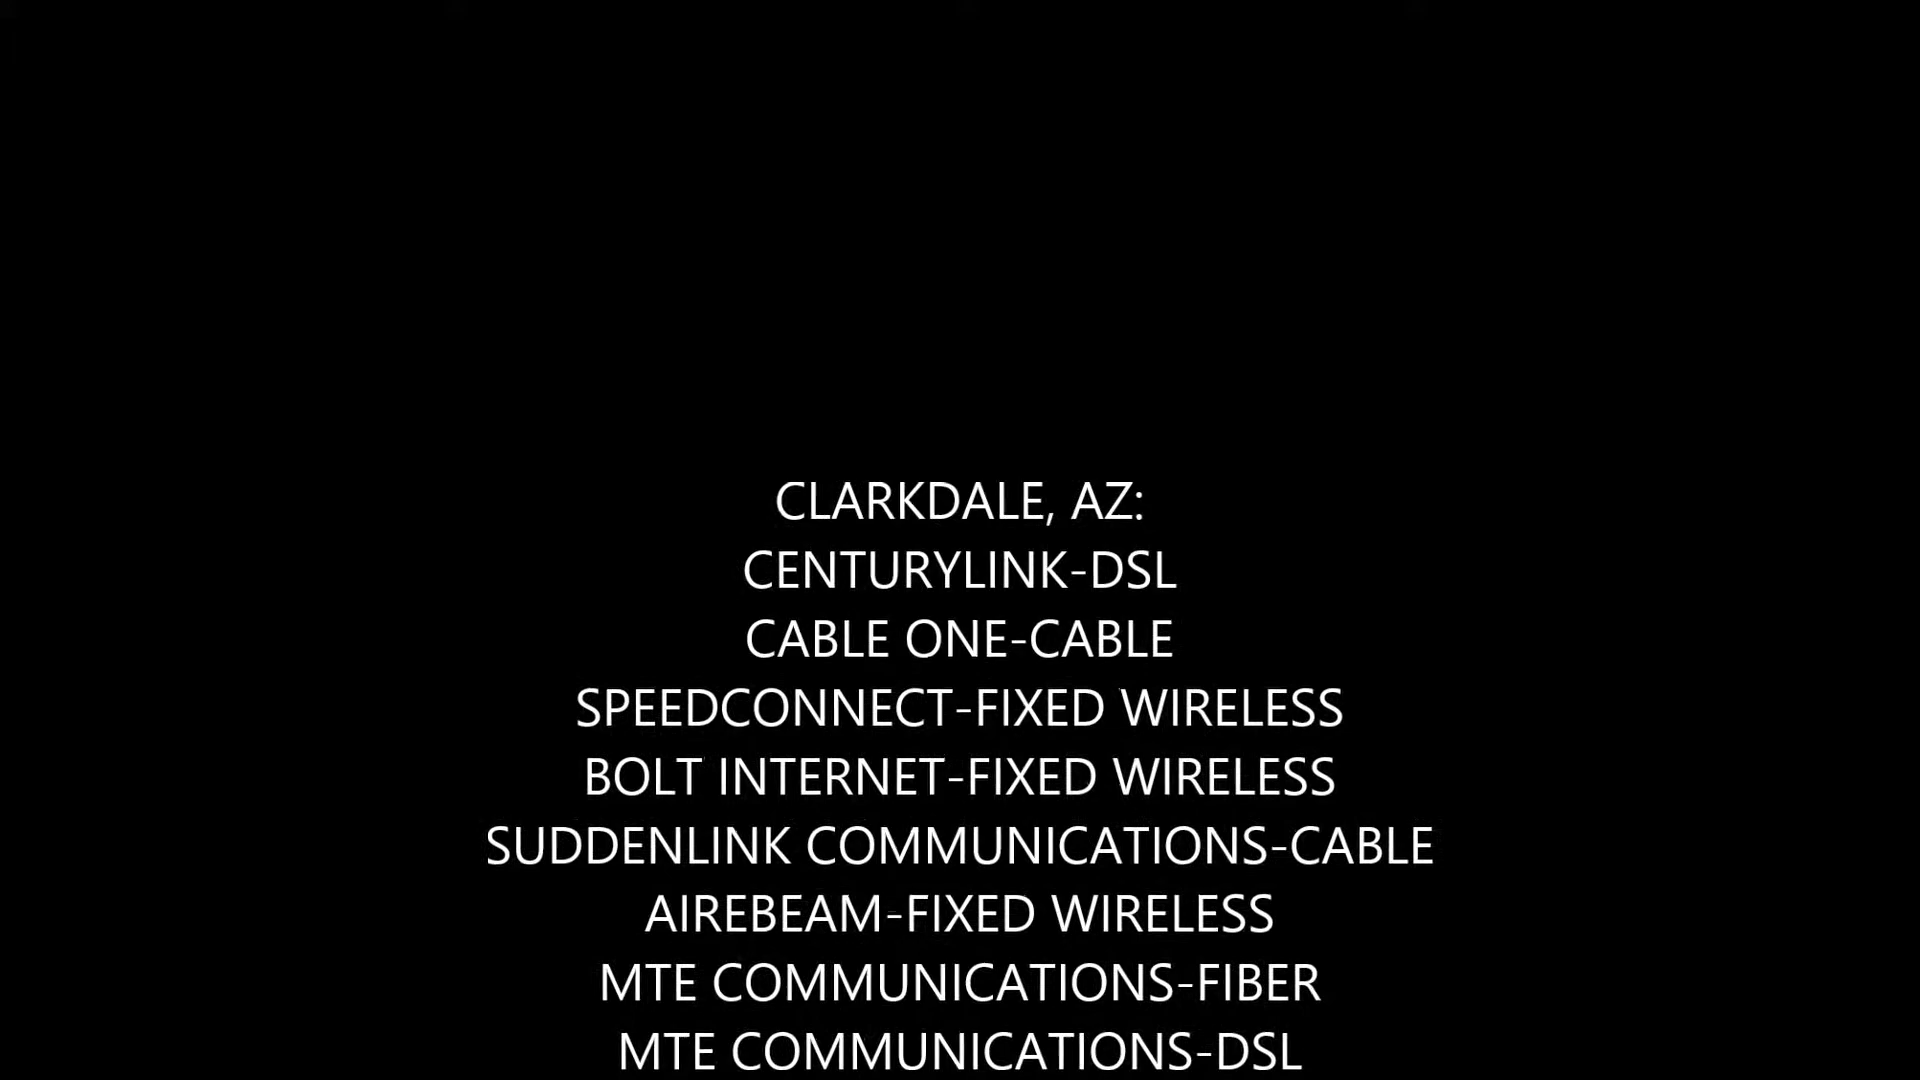 CLARKDALE, AZ:
CENTURYLINK-DSL
CABLE ONE-CABLE
SPEEDCONNECT-FIXED WIRELESS
BOLT INTERNET-FIXED WIRELESS
SUDDENLINK COMMUNICATIONS-CABLE
AIREBEAM-FIXED WIRELESS
MTE COMMUNICATIONS-FIBER
MTE COMMUNICATIONS-DSL